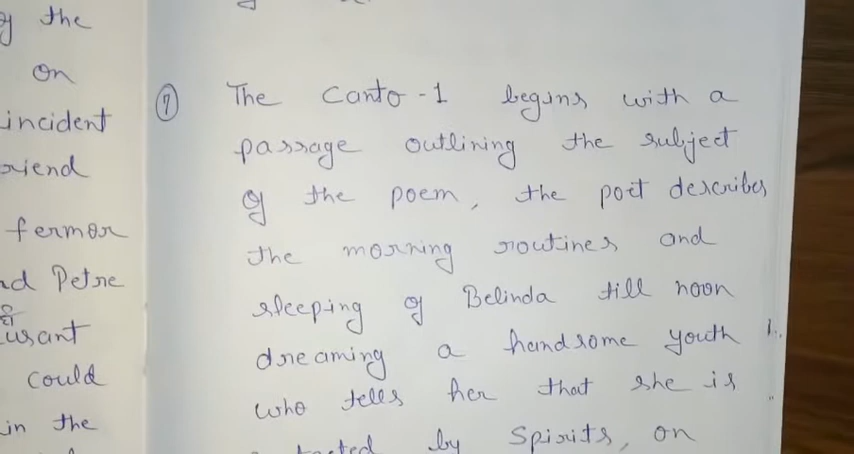 of the
on
incident
riend
fermor
nd Petre
usant
could
in the
7 The Canto-1 begins with a
passage outlining the subject
of the poem, the poet describes
the morning routines and
sleeping of Belinda till noon
dreaming a handsome youth
who tells her that she is
by Spirits, on